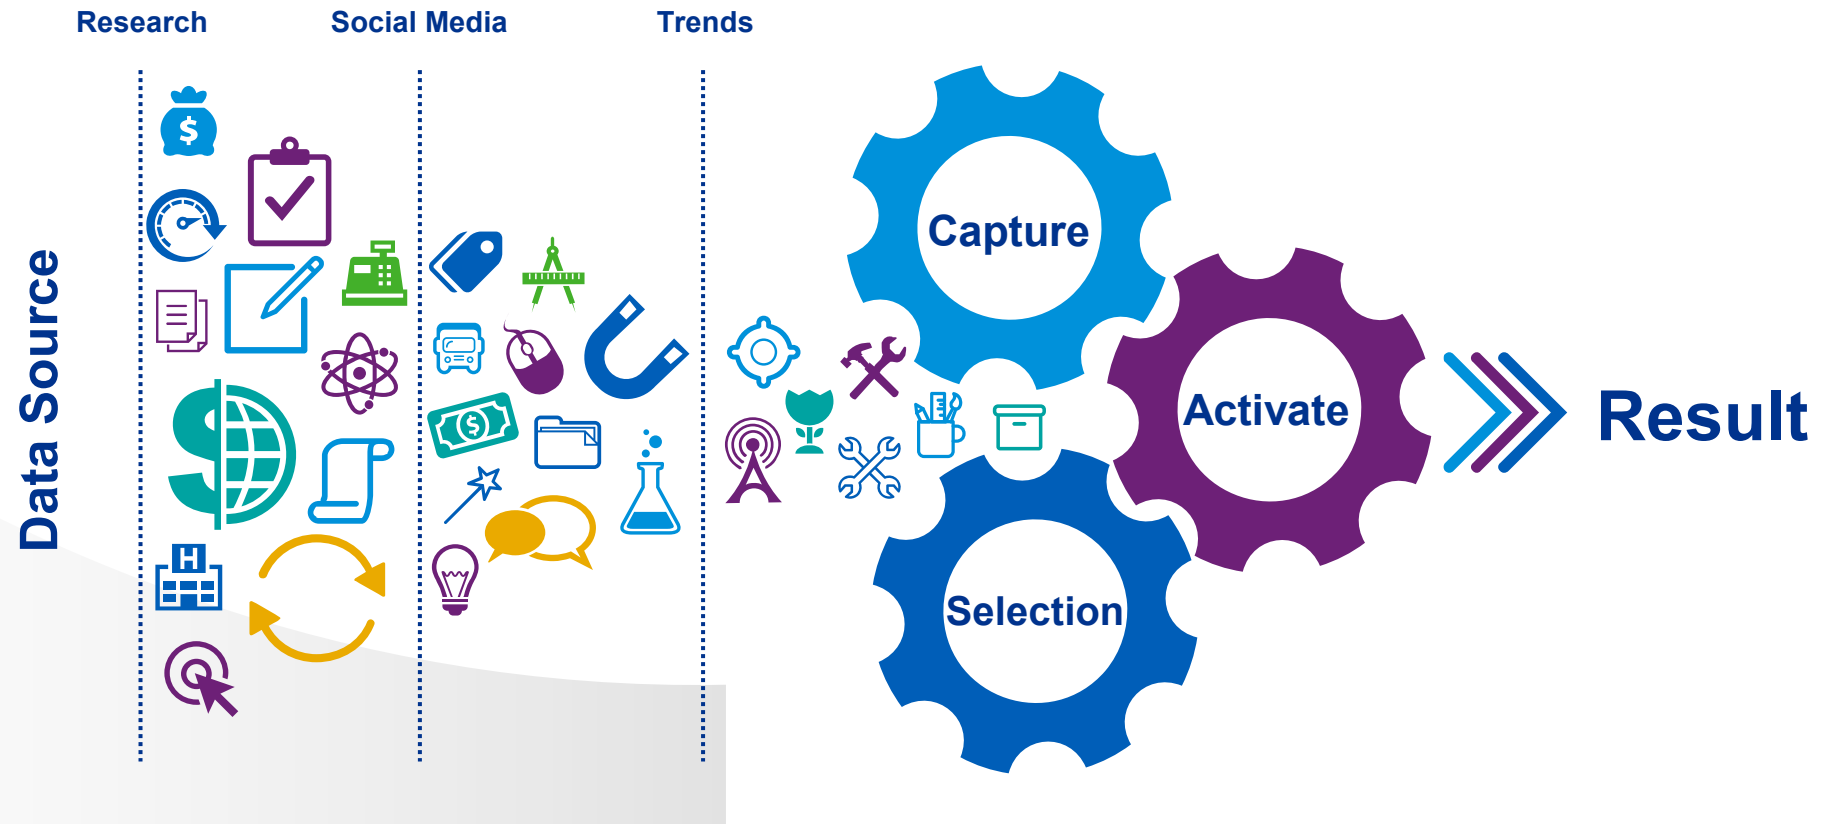 Research
Social Media
Trends
Data Source
$
$
$
H
Capture
Activate
Selection
Result